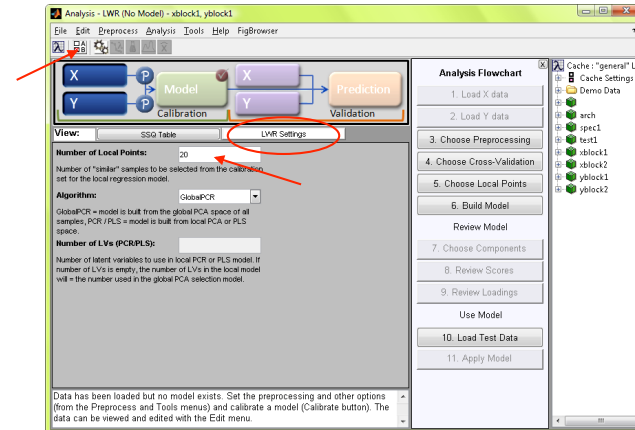 Analysis - LWR (No Model) - xblock1, yblock1
File Edit Preprocess Analysis Tools Help FigBrowser
X
Y
P
P
Model
Calibration
X
Y
Prediction
Validation
View:
SSQ Table
LWR Settings
Number of Local Points:
20
Number of "similar" samples to be selected from the calibration
set for the local regression model.
Algorithm:
GlobalPCR
GlobalPCR = model is built from the global PCA space of all
samples, PCR / PLS = model is built from local PCA or PLS
space.
Number of LVs (PCR/PLS):
Number of latent variables to use in local PCR or PLS model. If
number of LVs is empty, the number of LVs in the local model
will = the number used in the global PCA selection model.
Data has been loaded but no model exists. Set the preprocessing and other options
(from the Preprocess and Tools menus) and calibrate a model (Calibrate button). The
data can be viewed and edited with the Edit menu.
Analysis Flowchart
1. Load X data
2. Load Y data
3. Choose Preprocessing
4. Choose Cross-Validation
5. Choose Local Points
6. Build Model
Review Model
7. Choose Components
8. Review Scores
9. Review Loadings
Use Model
10. Load Test Data
11. Apply Model
Cache: "general" L
Cache Settings
Demo Data
arch
spec1
test1
xblock1
xblock2
yblock1
yblock2